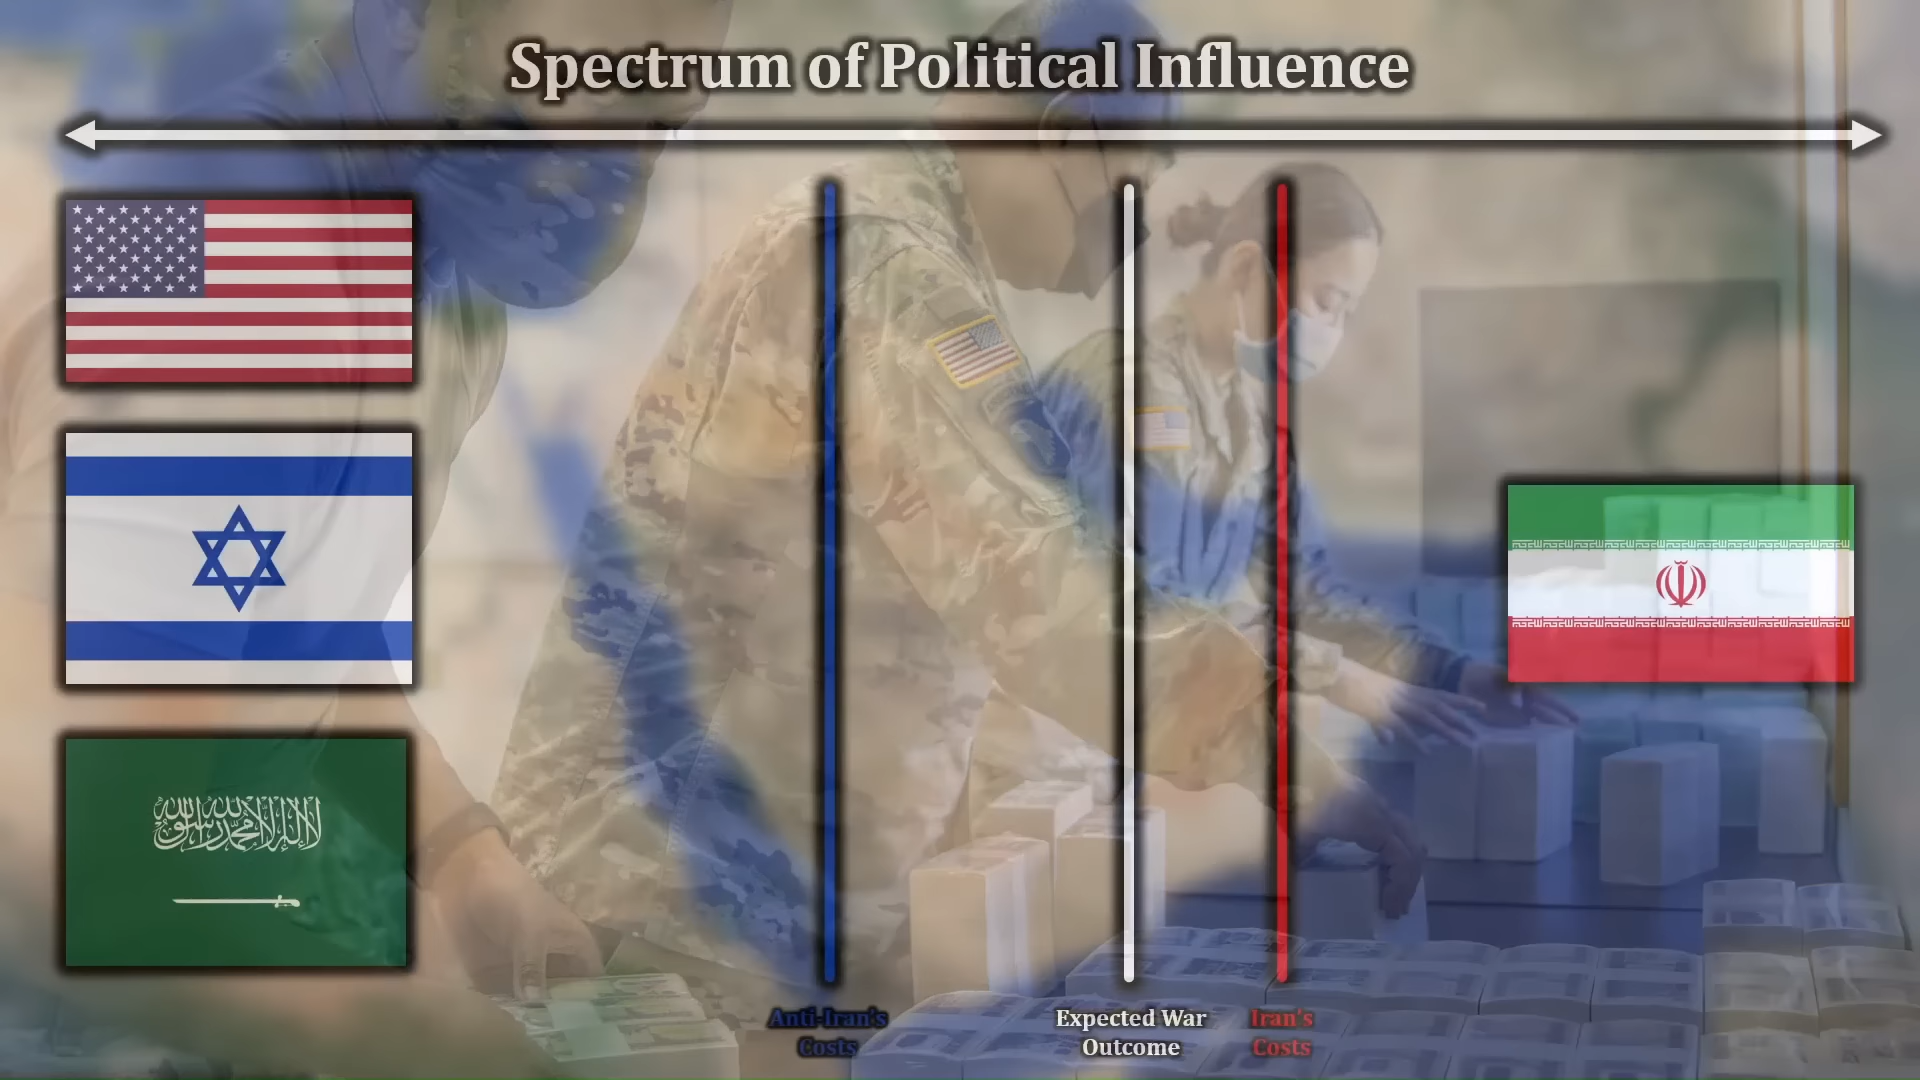 Spectrum of Political Influence
لا إله إلا الله محمد رسول الله
Anti-Iran's
Costs
Expected War
Outcome
Iran's
Costs